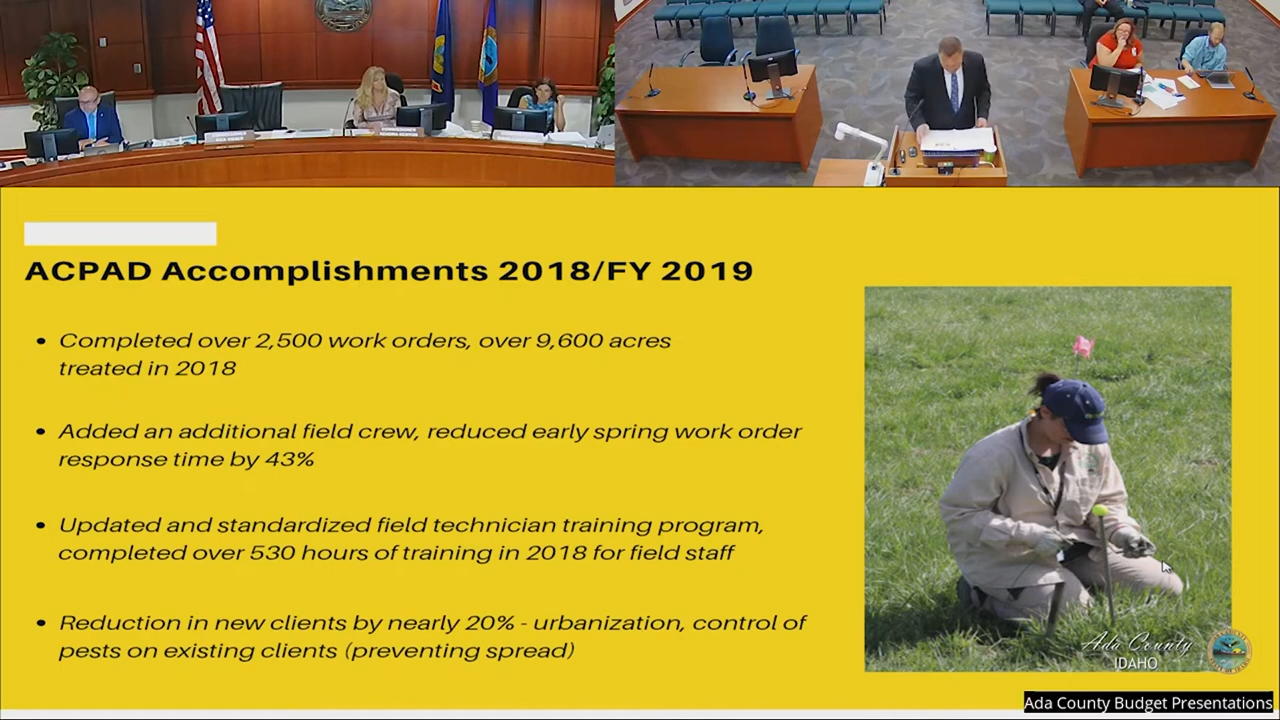 ACPAD Accomplishments 2018/FY 2019
• Completed over 2,500 work orders, over 9,600 acres
treated in 2018
• Added an additional field crew, reduced early spring work order
response time by 43%
• Updated and standardized field technician training program,
completed over 530 hours of training in 2018 for field staff
• Reduction in new clients by nearly 20% - urbanization, control of
pests on existing clients (preventing spread)
Ada County
IDAHO
Ada County Budget Presentations